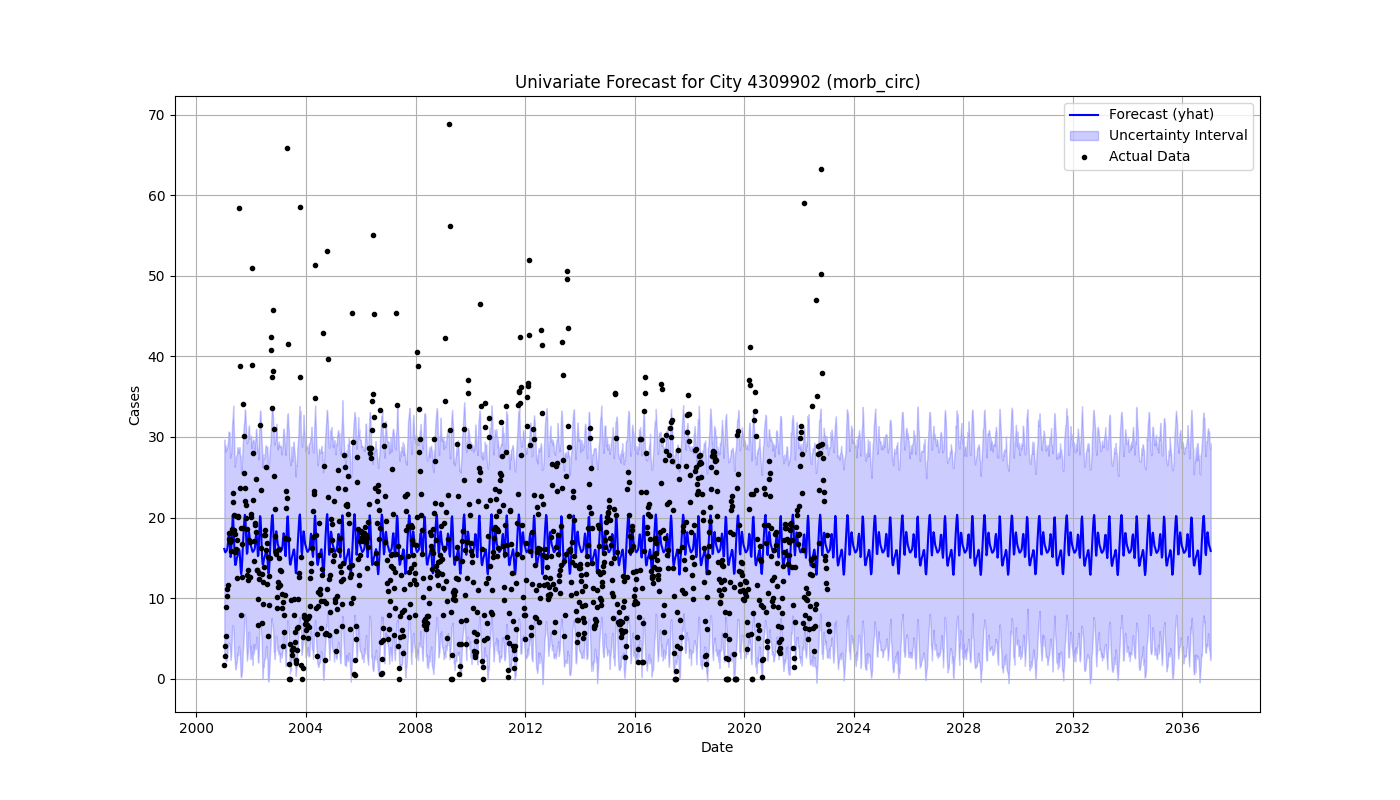 Univariate Forecast for City 4309902 (morb_circ)
Forecast (yhat)
Uncertainty Interval
Actual Data
70
60
50
40
30
20
10
0
Cases
2000 2004 2008 2012 2016 2020 2024 2028 2032 2036
Date